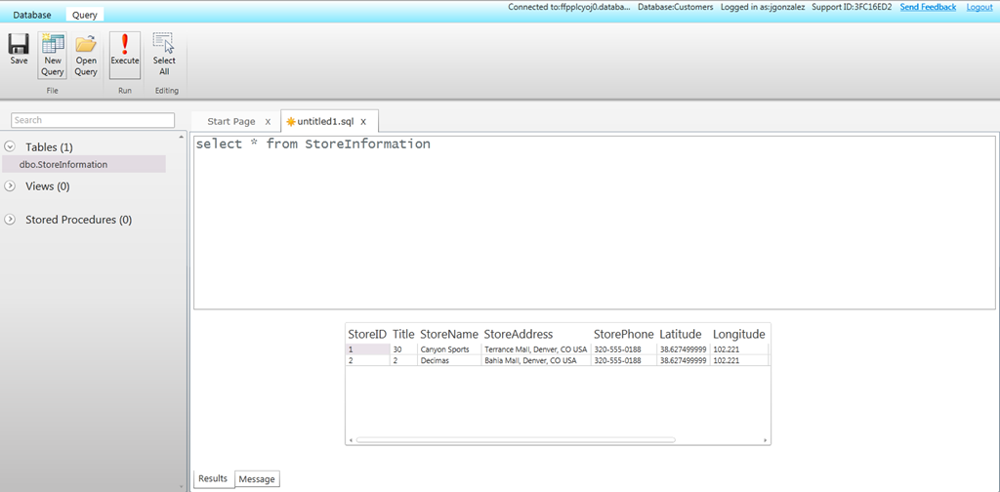 Connected to:ffpplcyoj0.databa... Database:Customers Logged in as:jgonzalez Support ID:3FC16ED2 Send Feedback Logout
Database Query
Save New Query Open Query Execute Select All
File Run Editing
Search
Start Page x untitled1.sql x
select * from StoreInformation
Tables (1)
dbo.StoreInformation
Views (0)
Stored Procedures (0)
StoreID Title StoreName StoreAddress StorePhone Latitude Longitude
1 30 Canyon Sports Terrance Mall, Denver, CO USA 320-555-0188 38.627499999 102.221
2 2 Decimas Bahia Mall, Denver, CO USA 320-555-0188 38.627499999 102.221
Results Message